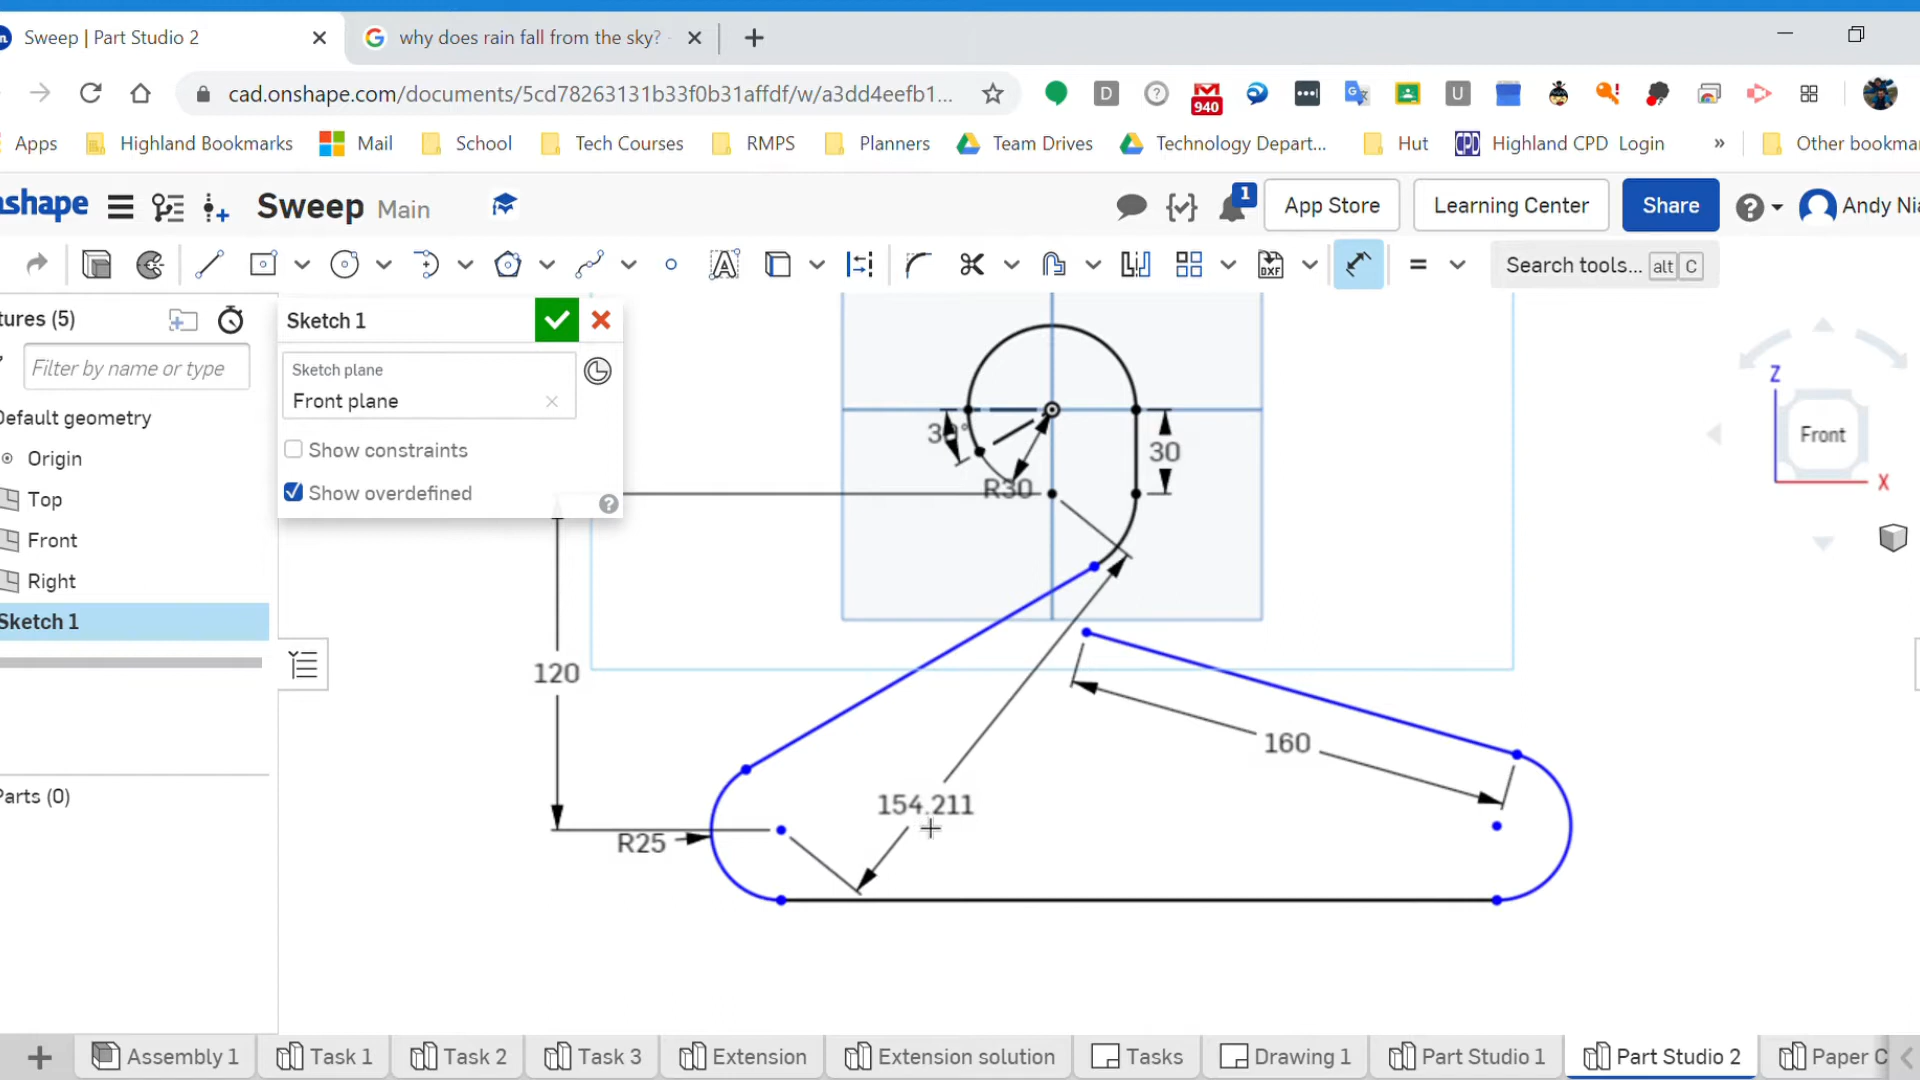 Sweep | Part Studio 2
why does rain fall from the sky? -
cad.onshape.com/documents/5cd78263131b33f0b31affdf/w/a3dd4eefb1...
D
?
940
U
Apps Highland Bookmarks Mail School Tech Courses RMPS Planners Team Drives Technology Depart... Hut CPD Highland CPD Login » Other bookmar
nshape Sweep Main 1 App Store Learning Center Share ? Andy Nia
DXF Search tools... alt C
tures (5)
Filter by name or type
Default geometry
Origin
Top
Front
Right
Sketch 1
Parts (0)
Sketch 1
Sketch plane
Front plane
Show constraints
Show overdefined
?
30
R30
120
160
154.211
R25
Z
Front
X
Assembly 1 Task 1 Task 2 Task 3 Extension Extension solution Tasks Drawing 1 Part Studio 1 Part Studio 2 Paper C